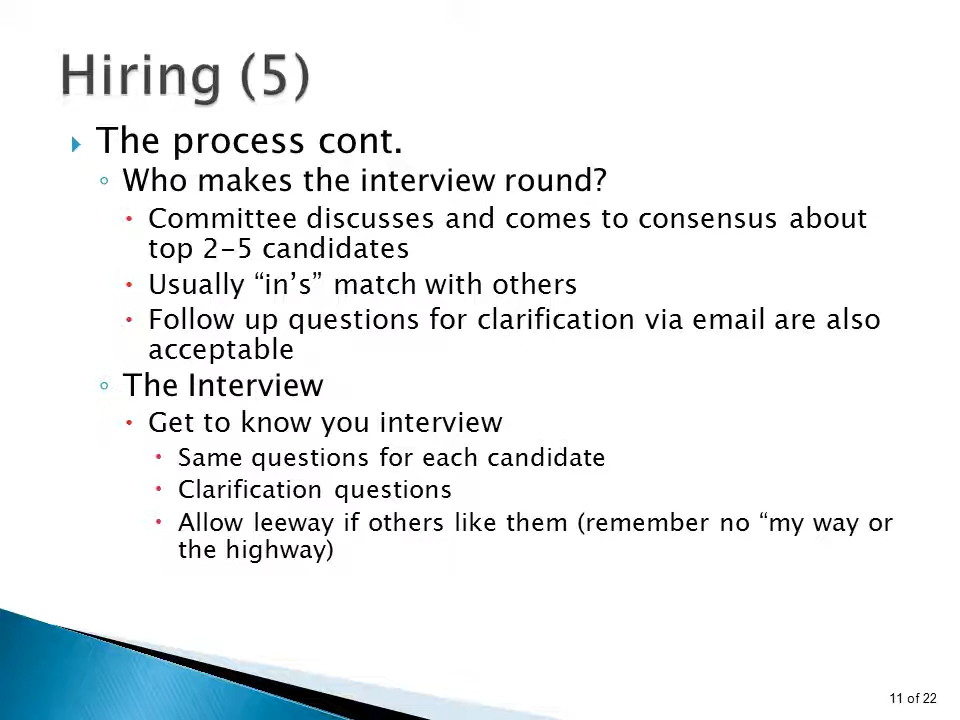 Hiring (5)
The process cont.
Who makes the interview round?
Committee discusses and comes to consensus about
top 2-5 candidates
Usually “in’s” match with others
Follow up questions for clarification via email are also
acceptable
The Interview
Get to know you interview
Same questions for each candidate
Clarification questions
Allow leeway if others like them (remember no “my way or
the highway)
11 of 22